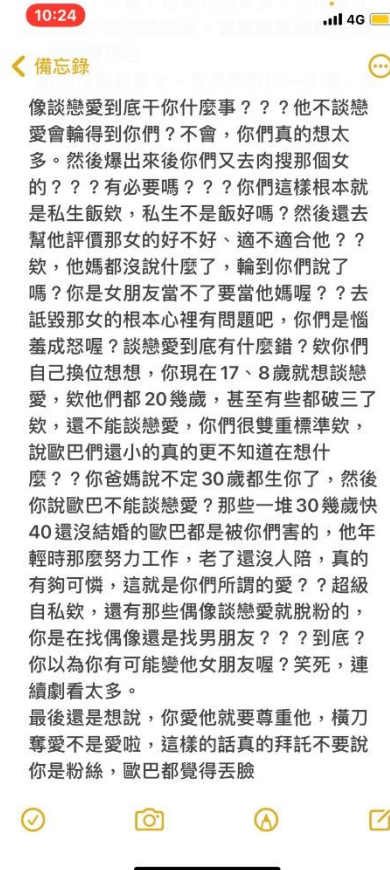 10:24
4G
備忘錄
像談戀愛到底干你什麼事？？？他不談戀
愛會輪得到你們？不會，你們真的想太
多。然後爆出來後你們又去肉搜那個女
的？？？有必要嗎？？？你們這樣根本就
是私生飯欸，私生不是飯好嗎？然後還去
幫他評價那女的好不好、適不適合他？？
欸，他媽都沒說什麼了，輪到你們說了
嗎？你是女朋友當不了要當他媽喔？？去
詆毀那女的根本心裡有問題吧，你們是惱
羞成怒喔？談戀愛到底有什麼錯？欸你們
自己換位想想，你現在17、8歲就想談戀
愛，欸他們都20幾歲，甚至有些都破三了
欸，還不能談戀愛，你們很雙重標準欸，
說歐巴們還小的真的更不知道在想什
麼？？你爸媽說不定30歲都生你了，然後
你說歐巴不能談戀愛？那些一堆30幾歲快
40還沒結婚的歐巴都是被你們害的，他年
輕時那麼努力工作，老了還沒人陪，真的
有夠可憐，這就是你們所謂的愛？？超級
自私欸，還有那些偶像談戀愛就脫粉的，
你是在找偶像還是找男朋友？？？到底？
你以為你有可能變他女朋友喔？笑死，連
續劇看太多。
最後還是想說，你愛他就要尊重他，橫刀
奪愛不是愛啦，這樣的話真的拜託不要說
你是粉絲，歐巴都覺得丟臉